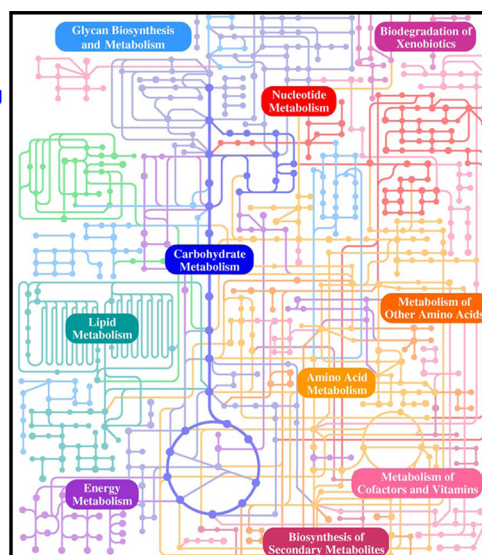 Glycan Biosynthesis
and Metabolism
Biodegradation of
Xenobiotics
Nucleotide
Metabolism
Carbohydrate
Metabolism
Lipid
Metabolism
Metabolism of
Other Amino Acids
Amino Acid
Metabolism
Energy
Metabolism
Metabolism of
Cofactors and Vitamins
Biosynthesis of
Secondary Metabolites